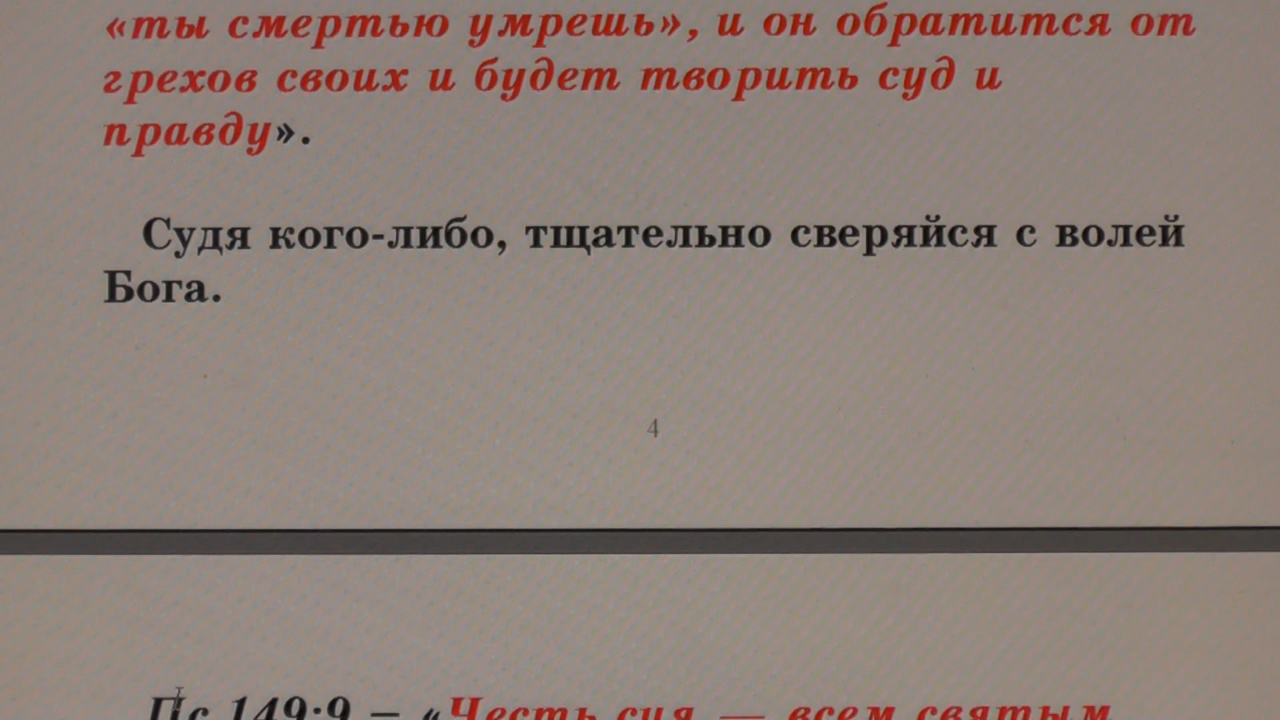 «ты смертью умрешь», и он обратится от
грехов своих и будет творить суд и
правду».
Судя кого-либо, тщательно сверяйся с волей
Бога.
4
Пс 149:9 – «Честь сия — всем святым